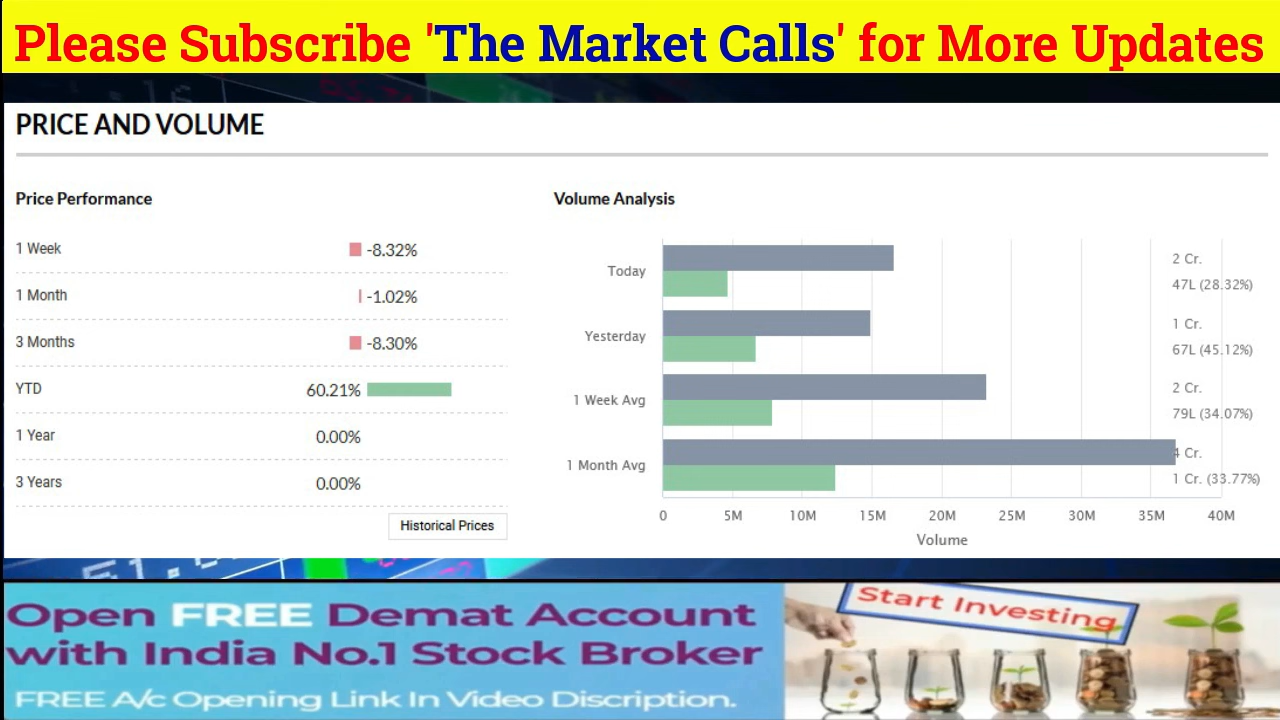 Please Subscribe 'The Market Calls' for More Updates
PRICE AND VOLUME
Price Performance
1 Week -8.32%
1 Month -1.02%
3 Months -8.30%
YTD 60.21%
1 Year 0.00%
3 Years 0.00%
Historical Prices
Volume Analysis
Today 2 Cr.
47L (28.32%)
Yesterday 1 Cr.
67L (45.12%)
1 Week Avg 2 Cr.
79L (34.07%)
1 Month Avg 4 Cr.
1 Cr. (33.77%)
0 5M 10M 15M 20M 25M 30M 35M 40M
Volume
Open FREE Demat Account
with India No.1 Stock Broker
FREE A/c Opening Link In Video Discription.
Start Investing